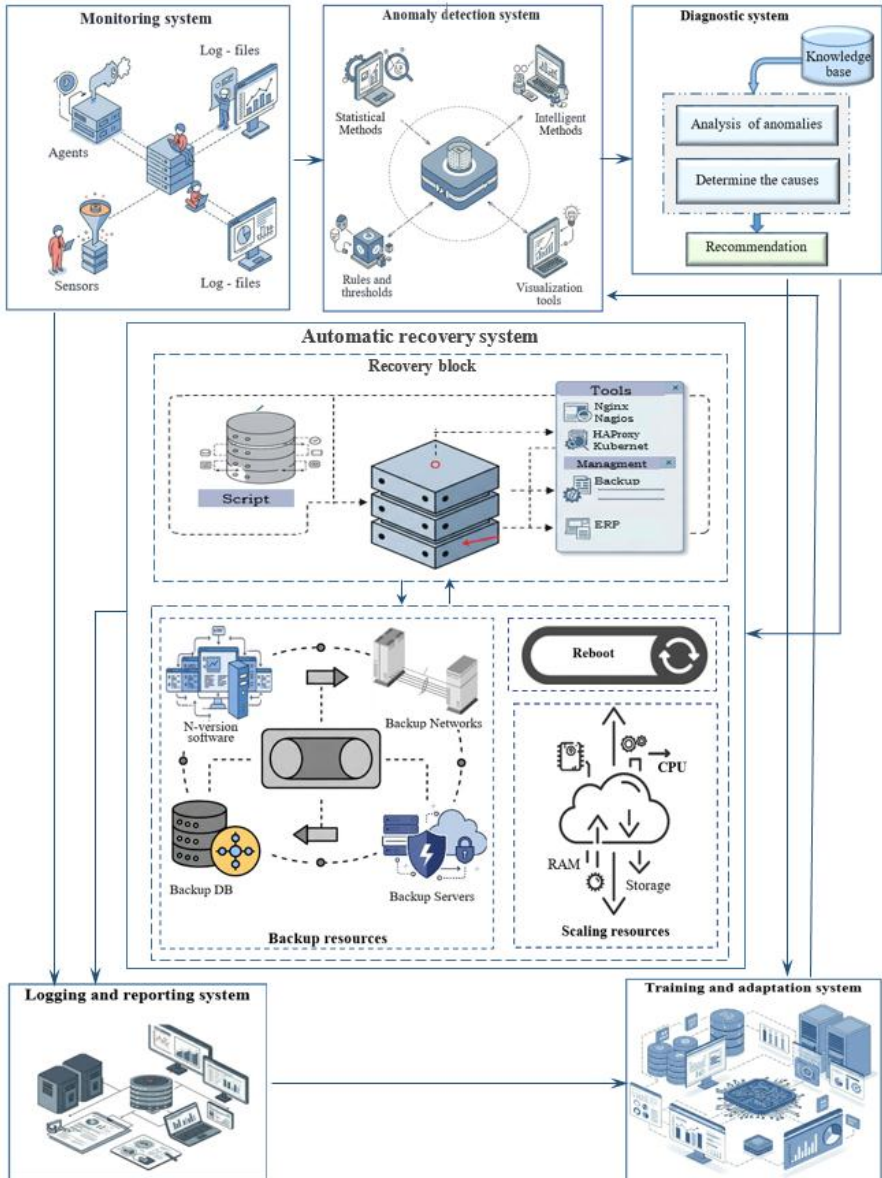 Monitoring system
Log - files
Agents
Sensors
Log - files
Anomaly detection system
Statistical
Methods
Intelligent
Methods
Rules and
thresholds
Visualization
tools
Diagnostic system
Knowledge
base
Analysis of anomalies
Determine the causes
Recommendation
Automatic recovery system
Recovery block
Script
Tools
Nginx
Nagios
HAProxy
Kubernet
Managment
Backup
ERP
N-version
software
Backup Networks
Backup DB
Backup Servers
Backup resources
Reboot
CPU
RAM
Storage
Scaling resources
Logging and reporting system
Training and adaptation system